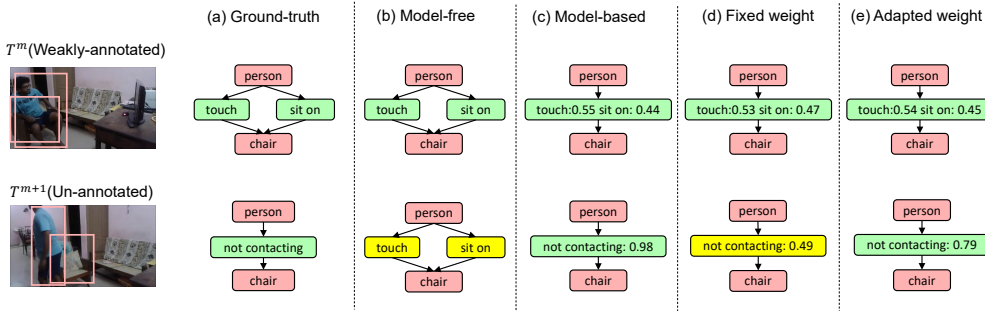 (a) Ground-truth
(b) Model-free
(c) Model-based
(d) Fixed weight
(e) Adapted weight
T^m(Weakly-annotated)
person
touch
sit on
chair
person
touch
sit on
chair
person
touch:0.55 sit on: 0.44
chair
person
touch:0.53 sit on: 0.47
chair
person
touch:0.54 sit on: 0.45
chair
T^{m+1}(Un-annotated)
person
not contacting
chair
person
touch
sit on
chair
person
not contacting: 0.98
chair
person
not contacting: 0.49
chair
person
not contacting: 0.79
chair